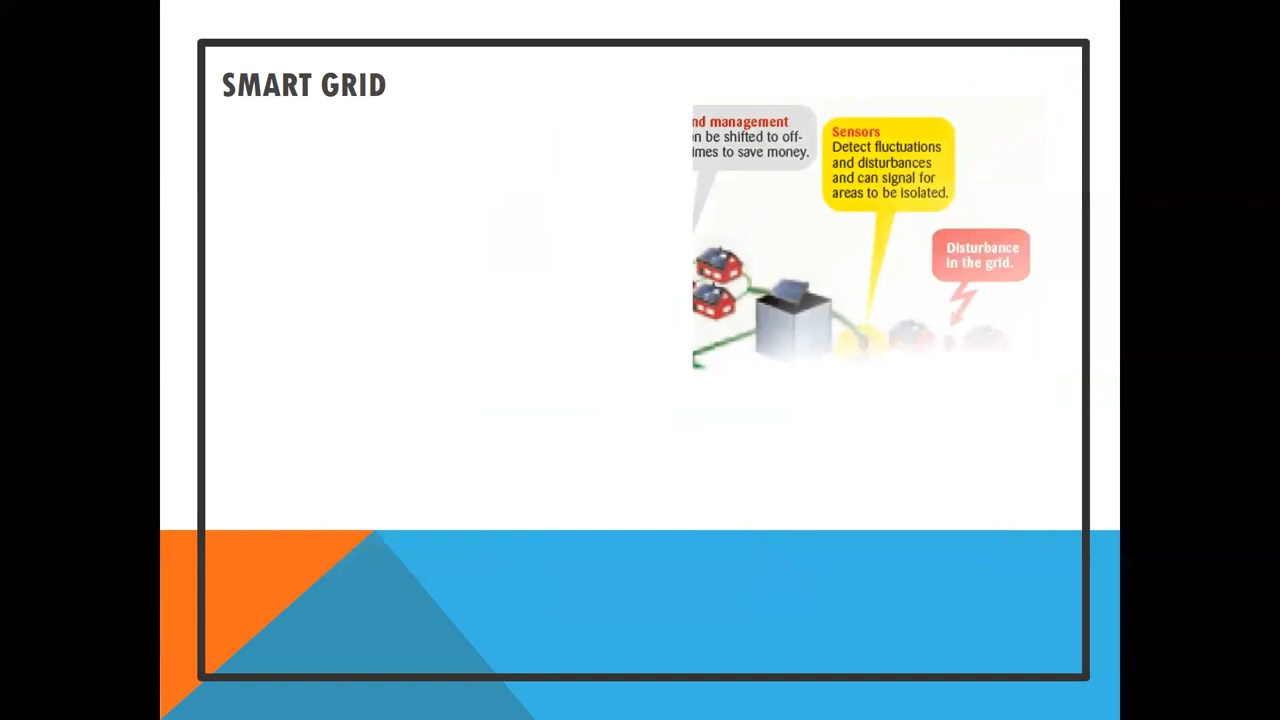 SMART GRID
nd management
n be shifted to off-
imes to save money.
Sensors
Detect fluctuations
and disturbances
and can signal for
areas to be isolated.
Disturbance
in the grid.